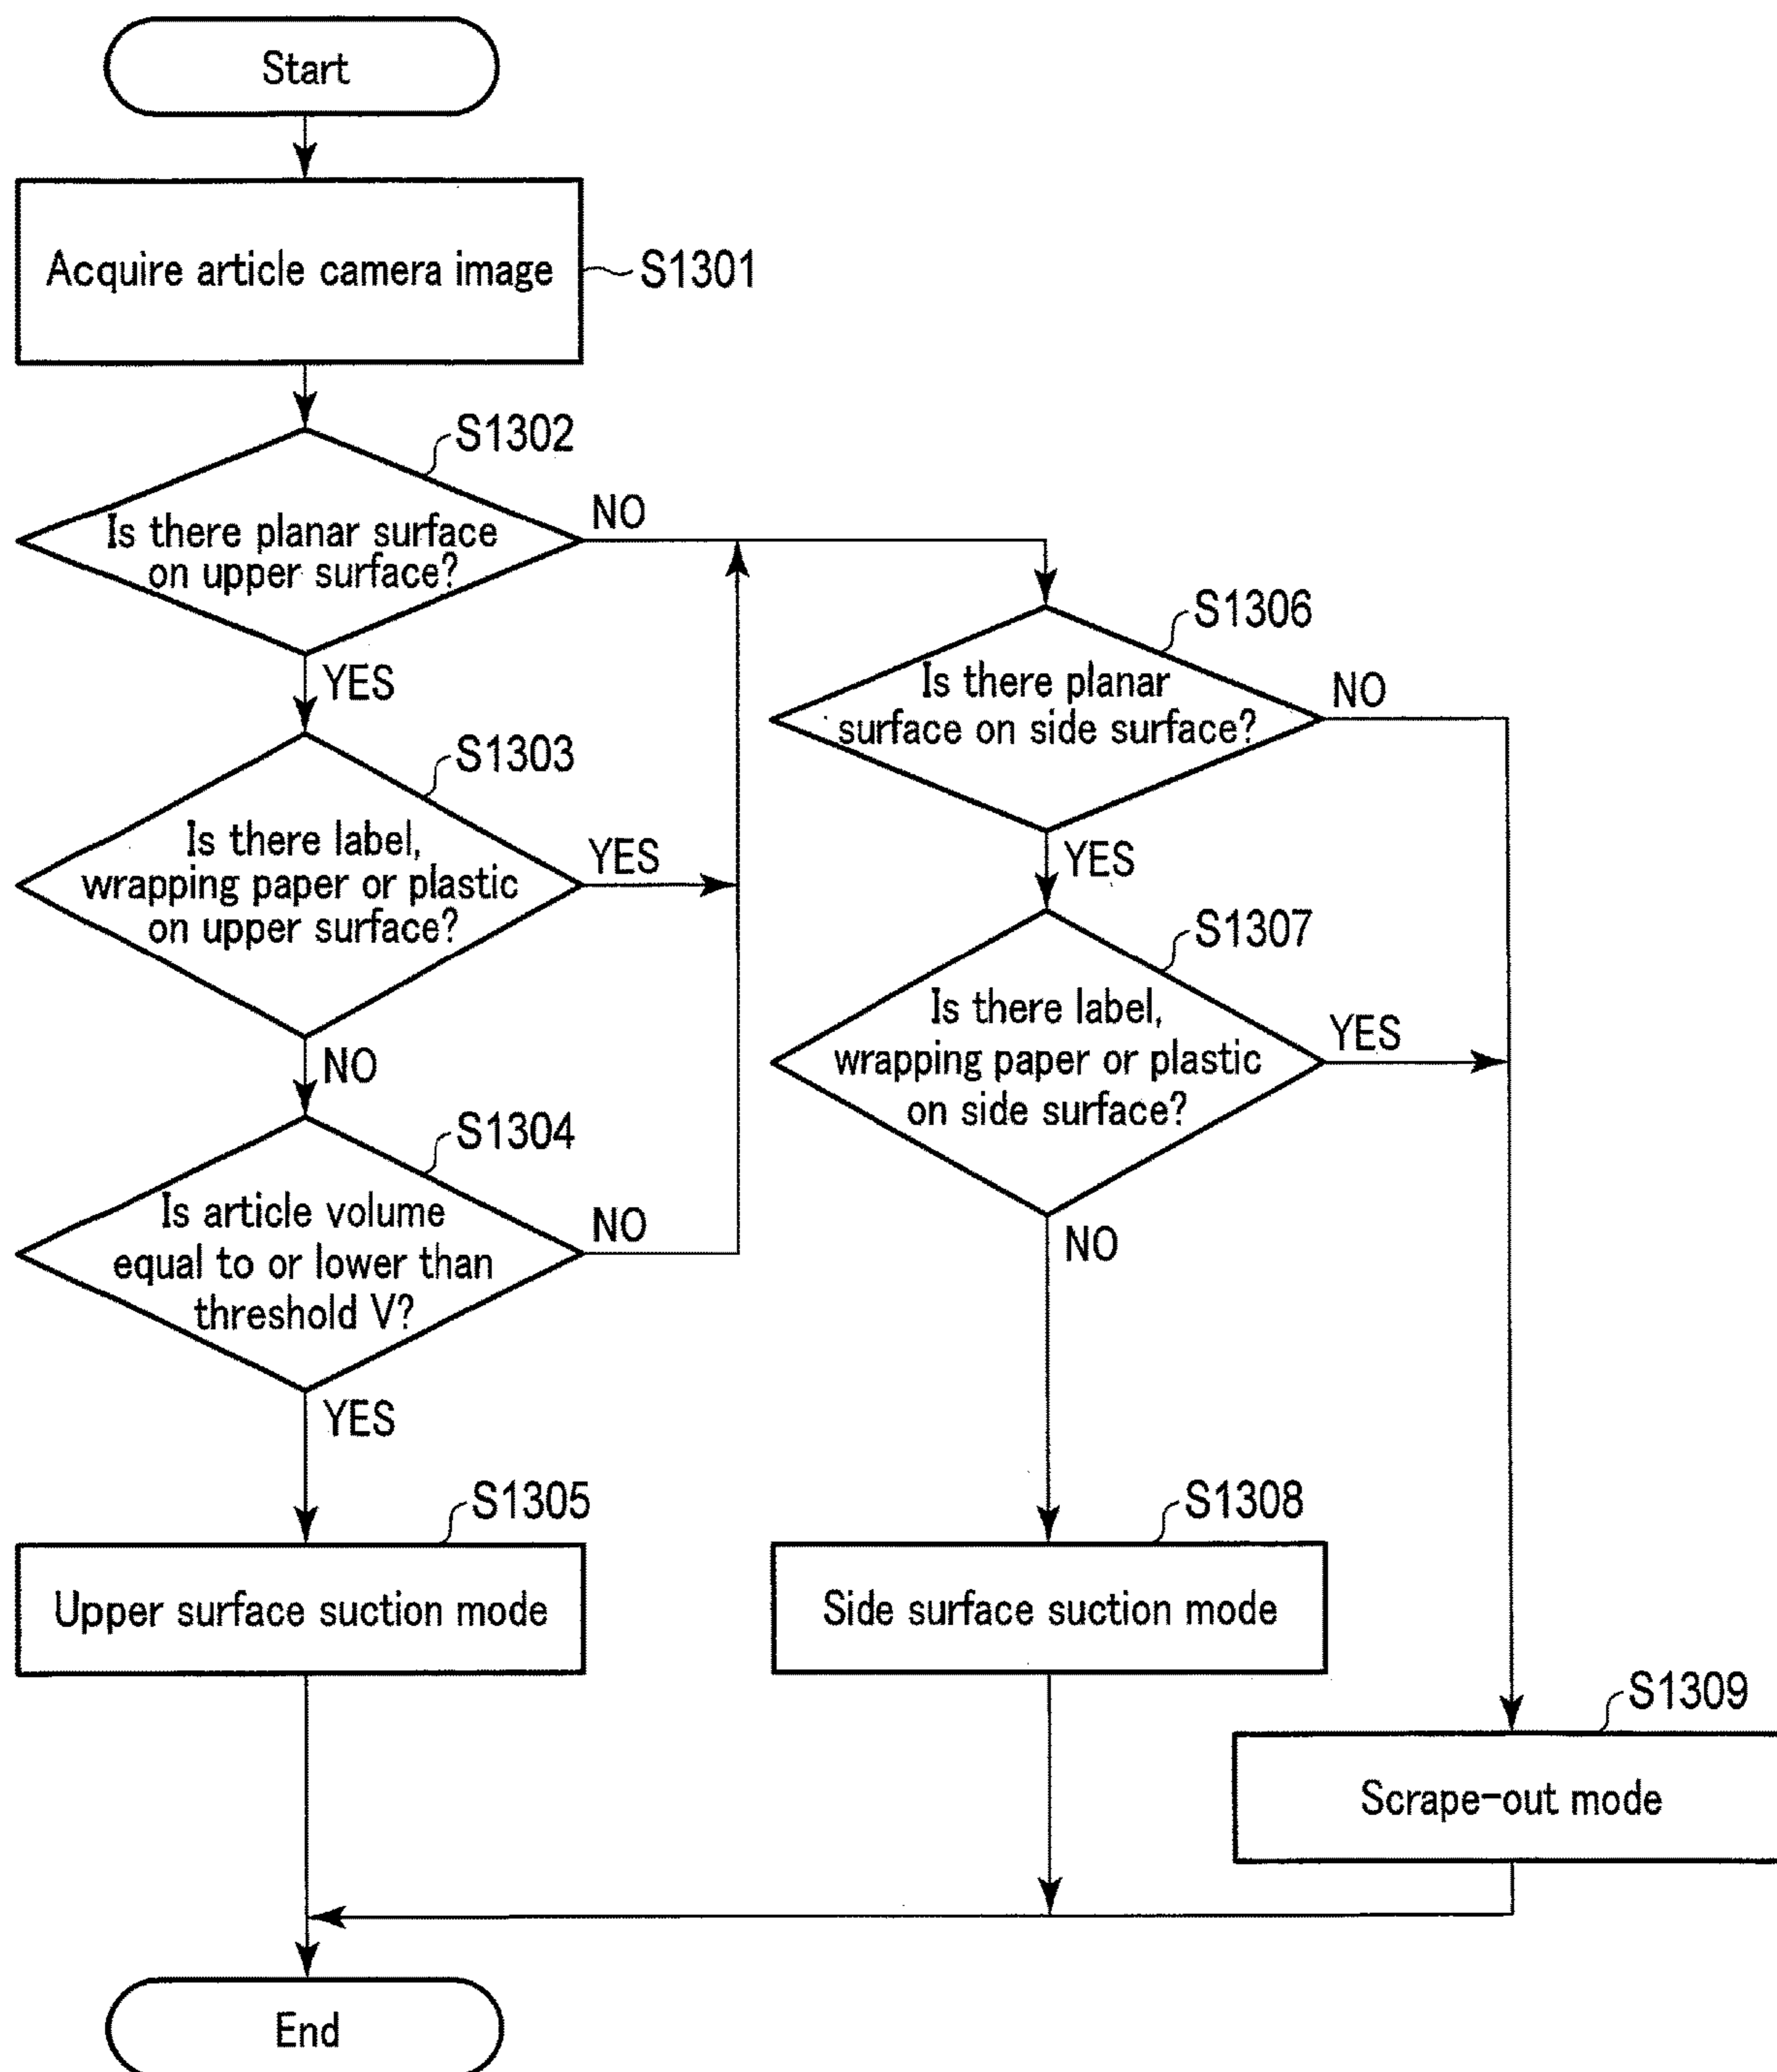 Start
Acquire article camera image
S1301
S1302
Is there planar surface
on upper surface?
NO
YES
S1303
Is there label,
wrapping paper or plastic
on upper surface?
YES
NO
S1304
Is article volume
equal to or lower than
threshold V?
NO
YES
S1305
Upper surface suction mode
S1306
Is there planar
surface on side surface?
NO
YES
S1307
Is there label,
wrapping paper or plastic
on side surface?
YES
NO
S1308
Side surface suction mode
S1309
Scrape-out mode
End